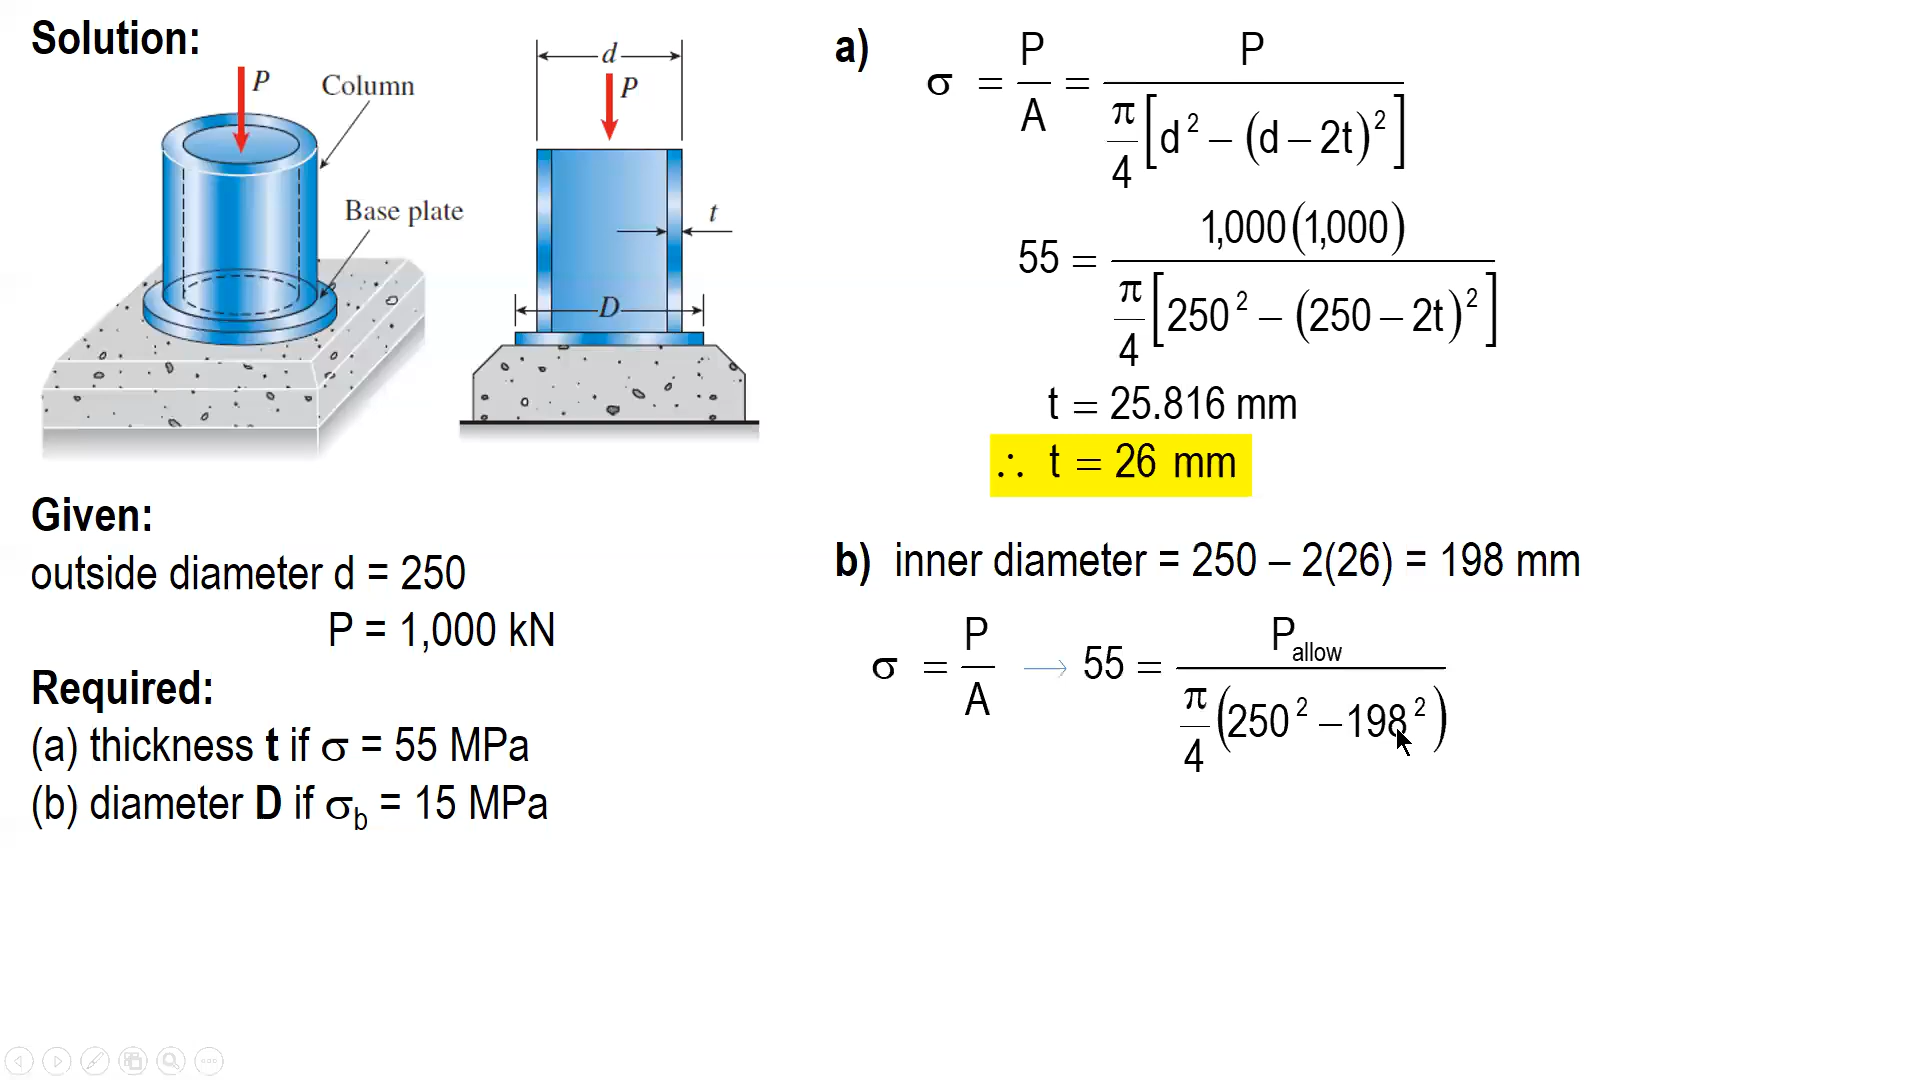 Solution:
P
Column
Base plate
d
P
t
D
Given:
outside diameter d = 250
P = 1,000 kN
Required:
(a) thickness t if σ = 55 MPa
(b) diameter D if σb = 15 MPa
a)
σ = P/A = P / (π/4 [d² – (d – 2t)²])
55 = 1,000(1,000) / (π/4 [250² – (250 – 2t)²])
t = 25.816 mm
∴ t = 26 mm
b) inner diameter = 250 – 2(26) = 198 mm
σ = P/A → 55 = Pallow / (π/4 (250² – 198²))